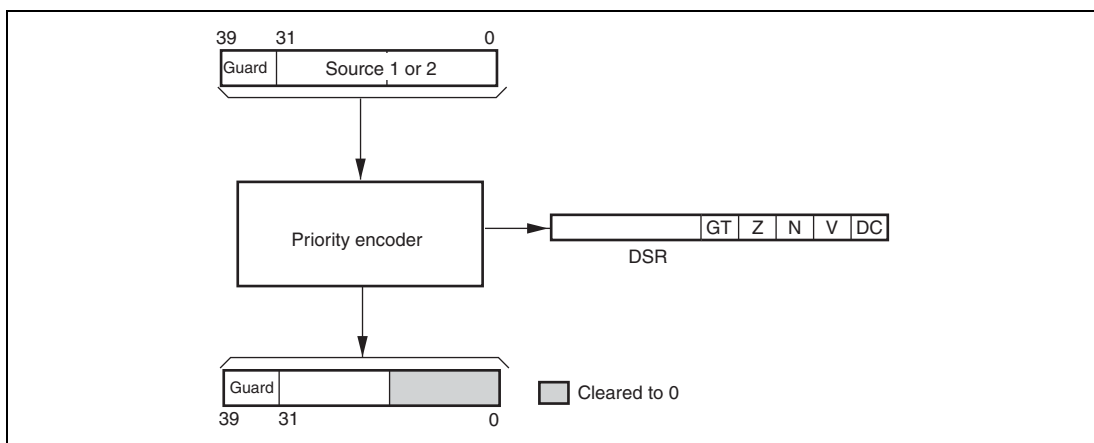 39 31 0
Guard Source 1 or 2
Priority encoder
GT Z N V DC
DSR
Guard
39 31 0
Cleared to 0